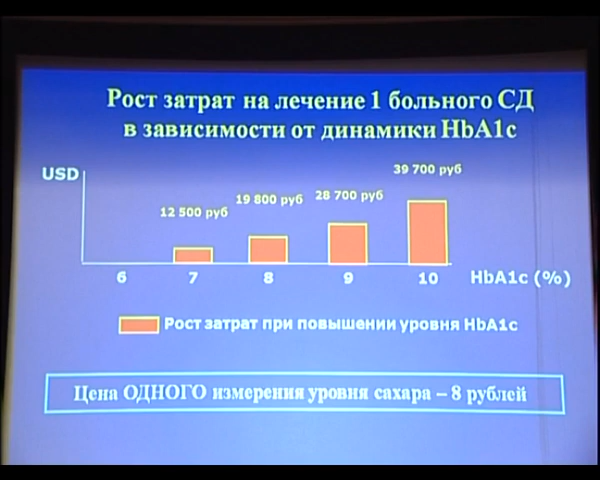 Рост затрат на лечение 1 больного СД
в зависимости от динамики HbA1c
USD
12 500 руб
19 800 руб
28 700 руб
39 700 руб
6 7 8 9 10 HbA1c (%)
Рост затрат при повышении уровня HbA1c
Цена ОДНОГО измерения уровня сахара – 8 рублей